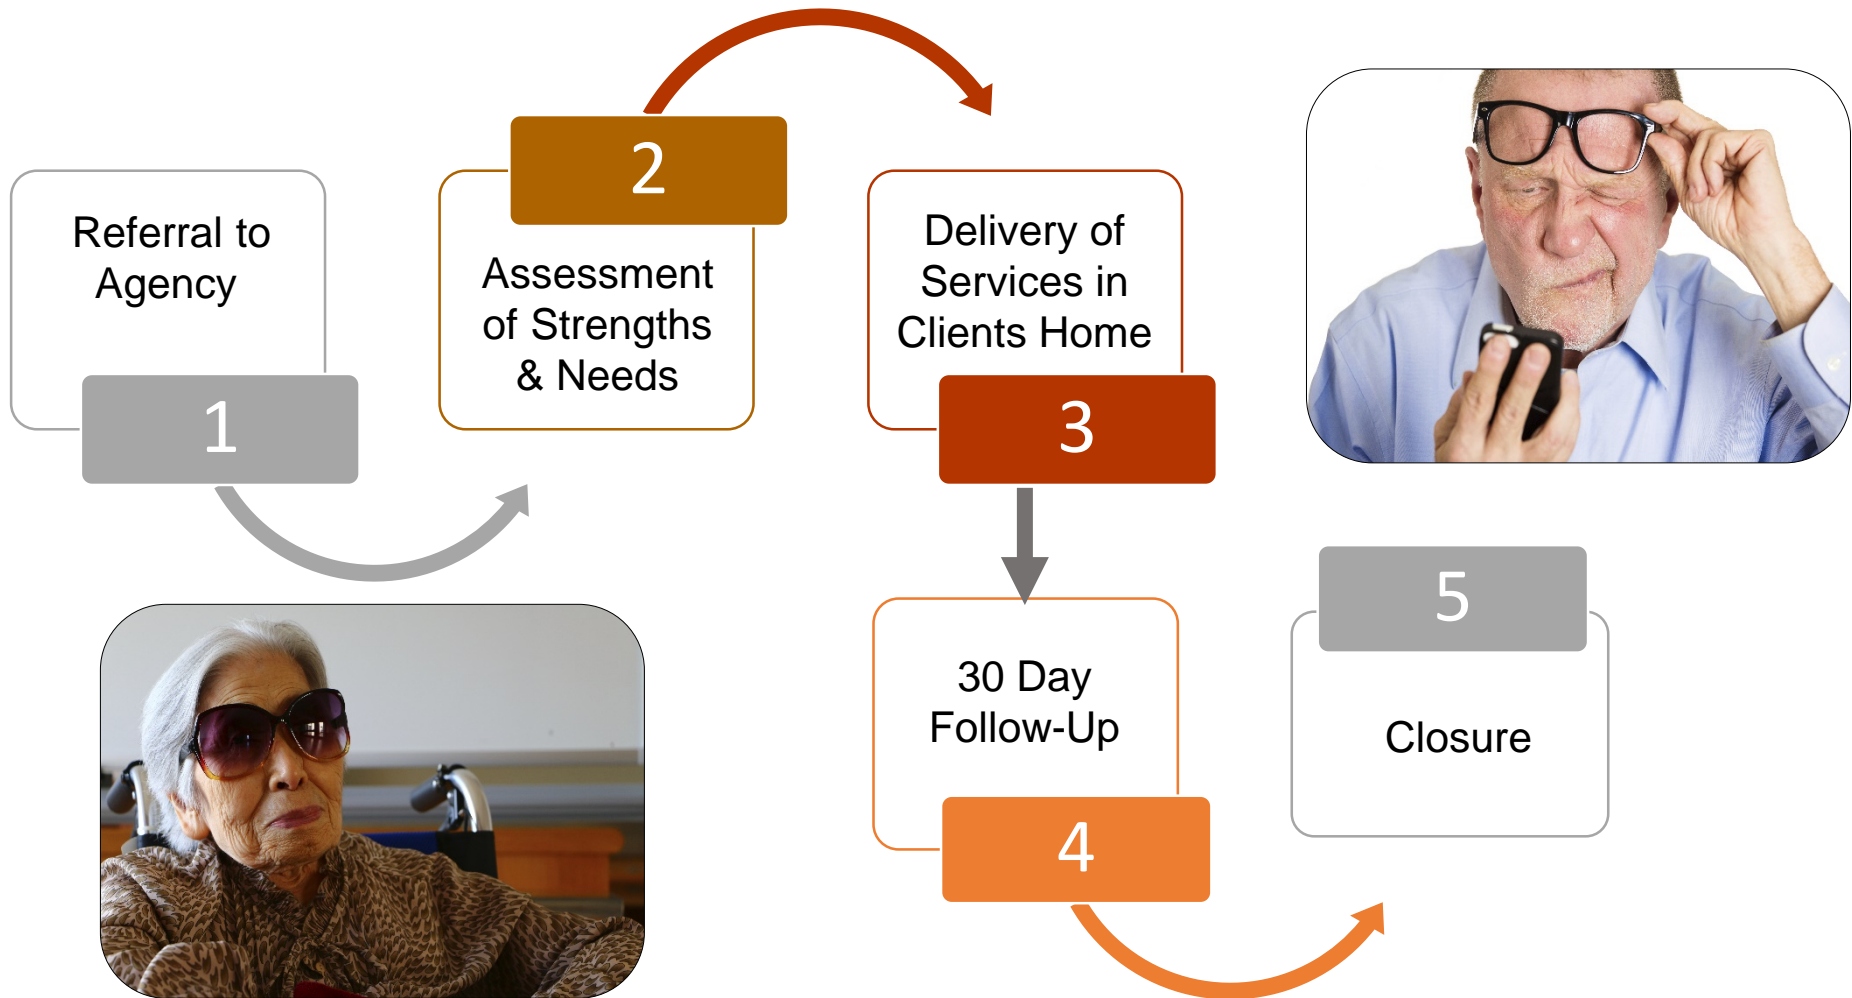 Referral to
Agency
1
2
Assessment
of Strengths
& Needs
Delivery of
Services in
Clients Home
3
30 Day
Follow-Up
4
5
Closure